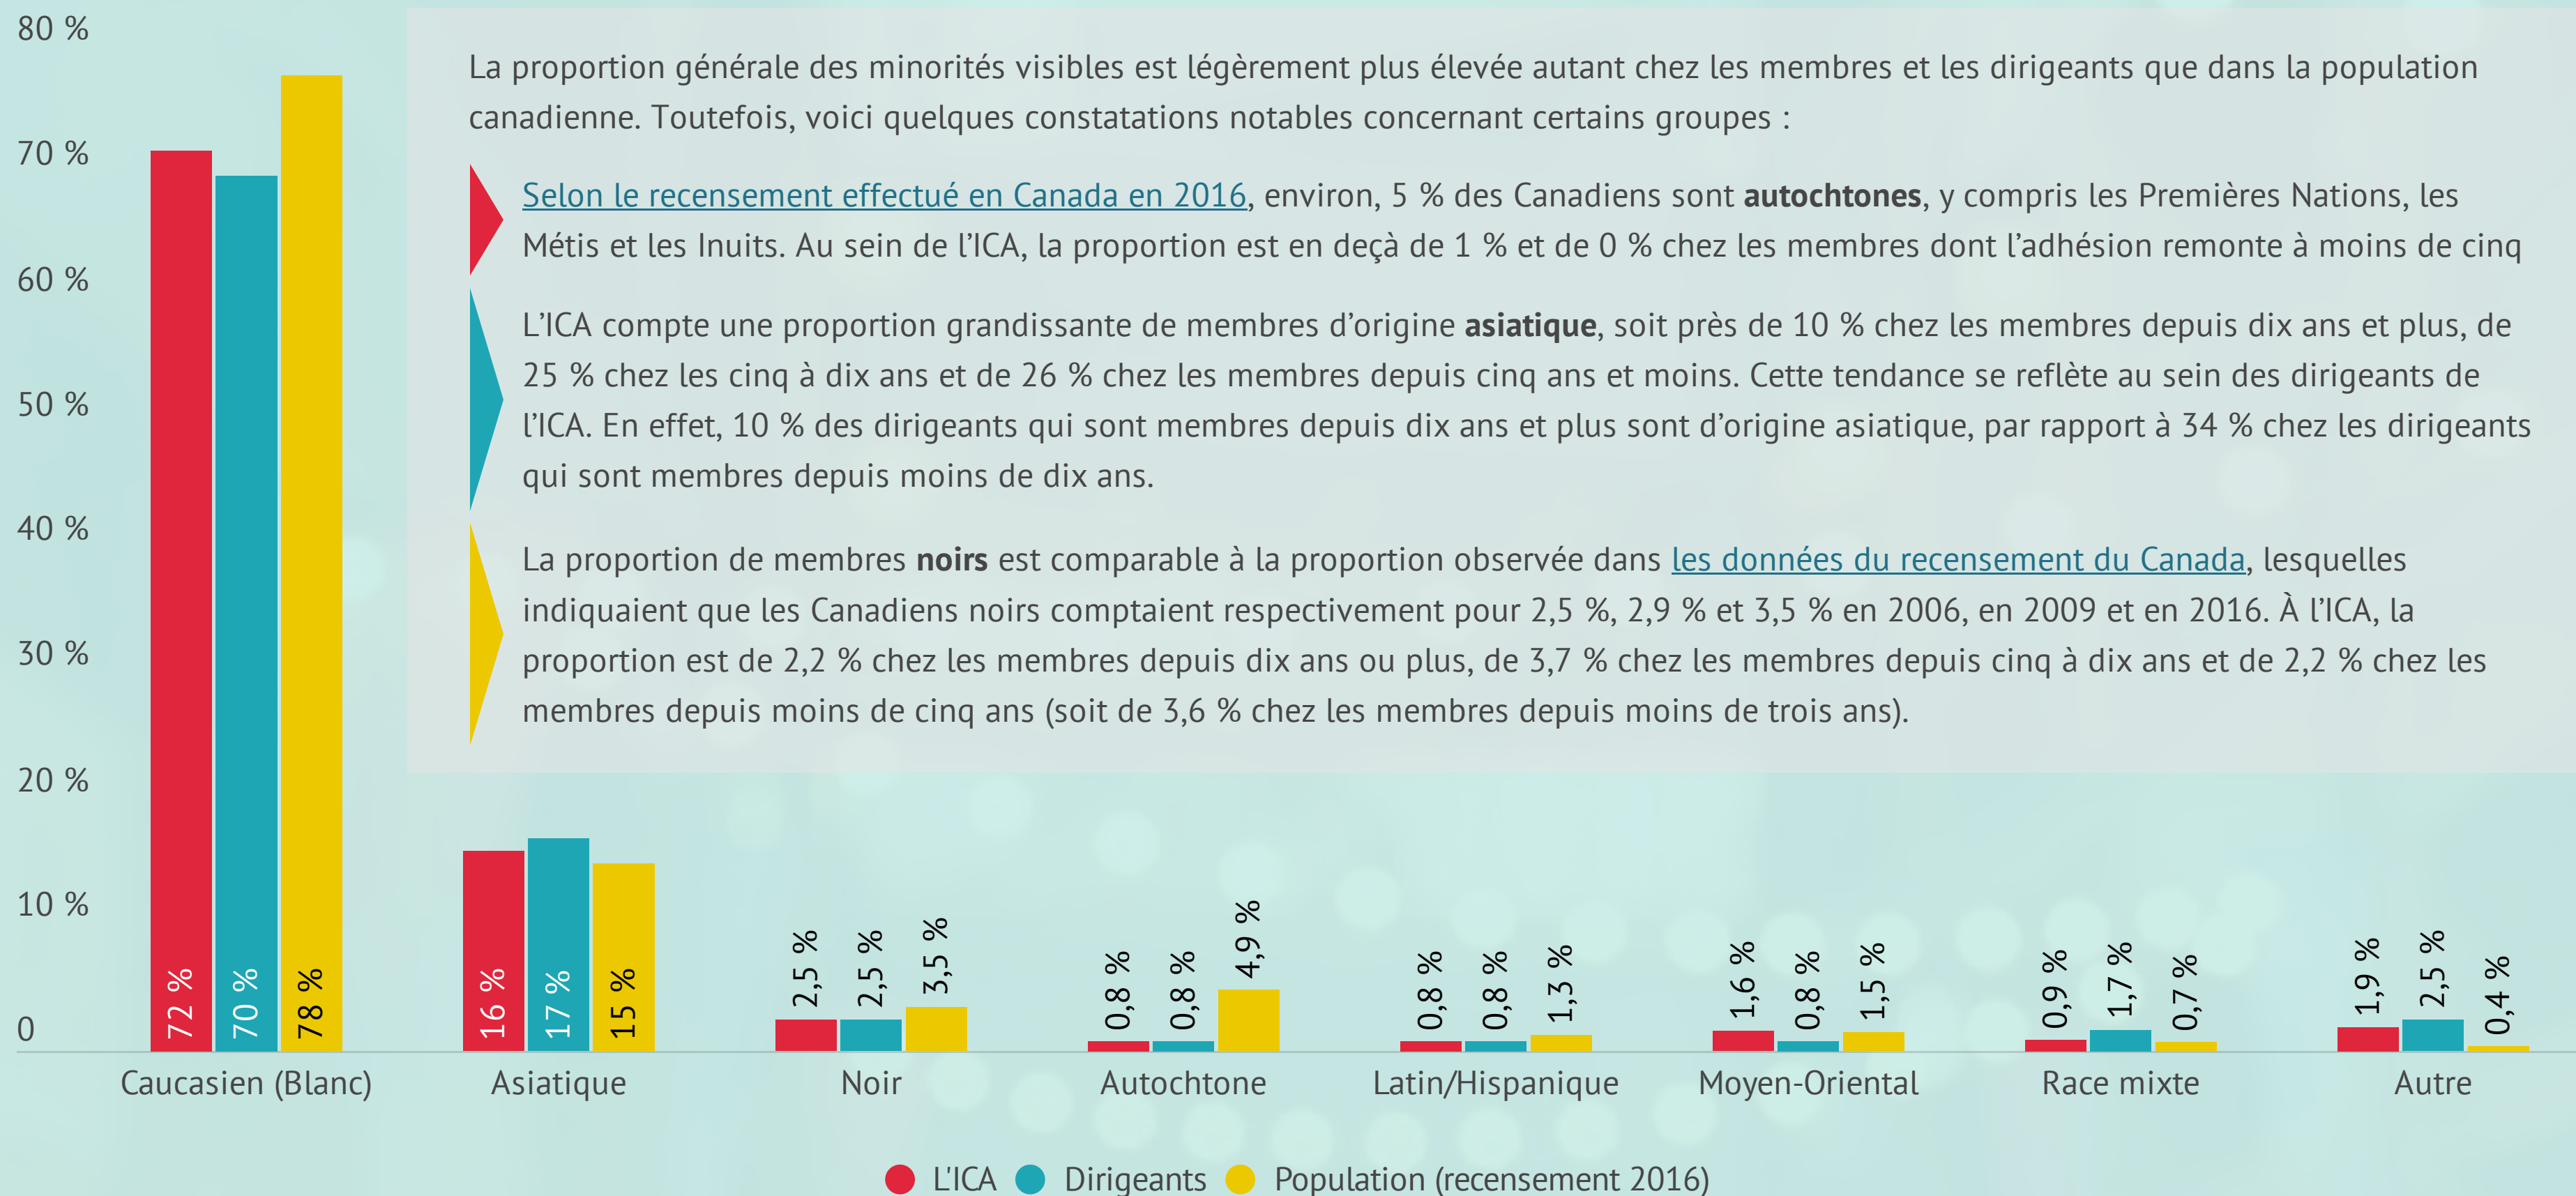 80 %
70 %
60 %
50 %
40 %
30 %
20 %
10 %
0
La proportion générale des minorités visibles est légèrement plus élevée autant chez les membres et les dirigeants que dans la population
canadienne. Toutefois, voici quelques constatations notables concernant certains groupes :
Selon le recensement effectué en Canada en 2016, environ, 5 % des Canadiens sont autochtones, y compris les Premières Nations, les
Métis et les Inuits. Au sein de l'ICA, la proportion est en deçà de 1 % et de 0 % chez les membres dont l'adhésion remonte à moins de cinq
L'ICA compte une proportion grandissante de membres d'origine asiatique, soit près de 10 % chez les membres depuis dix ans et plus, de
25 % chez les cinq à dix ans et de 26 % chez les membres depuis cinq ans et moins. Cette tendance se reflète au sein des dirigeants de
l'ICA. En effet, 10 % des dirigeants qui sont membres depuis dix ans et plus sont d'origine asiatique, par rapport à 34 % chez les dirigeants
qui sont membres depuis moins de dix ans.
La proportion de membres noirs est comparable à la proportion observée dans les données du recensement du Canada, lesquelles
indiquaient que les Canadiens noirs comptaient respectivement pour 2,5 %, 2,9 % et 3,5 % en 2006, en 2009 et en 2016. À l'ICA, la
proportion est de 2,2 % chez les membres depuis dix ans ou plus, de 3,7 % chez les membres depuis cinq à dix ans et de 2,2 % chez les
membres depuis moins de cinq ans (soit de 3,6 % chez les membres depuis moins de trois ans).
72 %
70 %
78 %
16 %
17 %
15 %
2,5 %
2,5 %
3,5 %
0,8 %
0,8 %
4,9 %
0,8 %
0,8 %
1,3 %
1,6 %
0,8 %
1,5 %
0,9 %
1,7 %
0,7 %
1,9 %
2,5 %
0,4 %
Caucasien (Blanc)
Asiatique
Noir
Autochtone
Latin/Hispanique
Moyen-Oriental
Race mixte
Autre
L'ICA
Dirigeants
Population (recensement 2016)